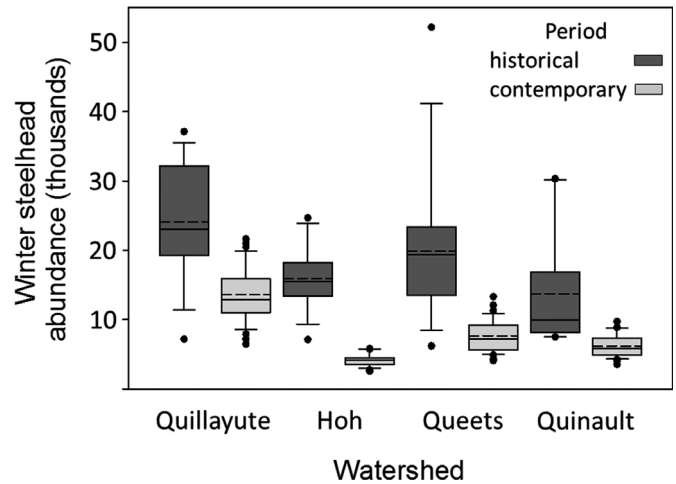 Period
historical
contemporary
Winter steelhead
abundance (thousands)
50
40
30
20
10
Quillayute Hoh Queets Quinault
Watershed